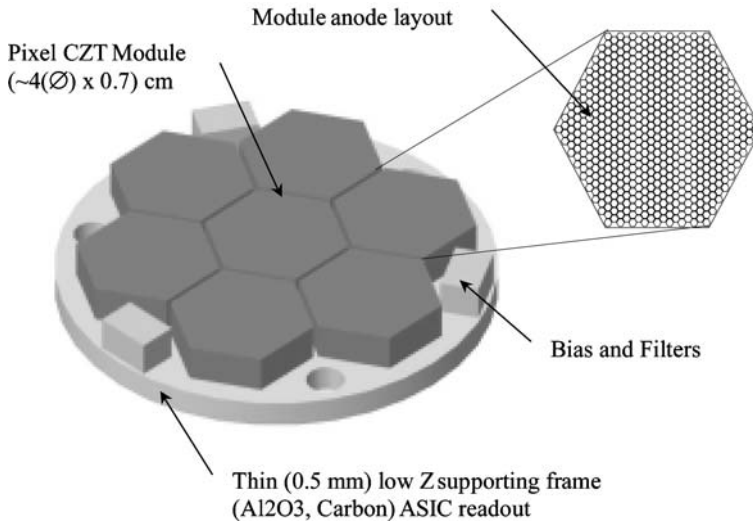 Module anode layout
Pixel CZT Module
(~4(∅) x 0.7) cm
Bias and Filters
Thin (0.5 mm) low Z supporting frame
(Al2O3, Carbon) ASIC readout